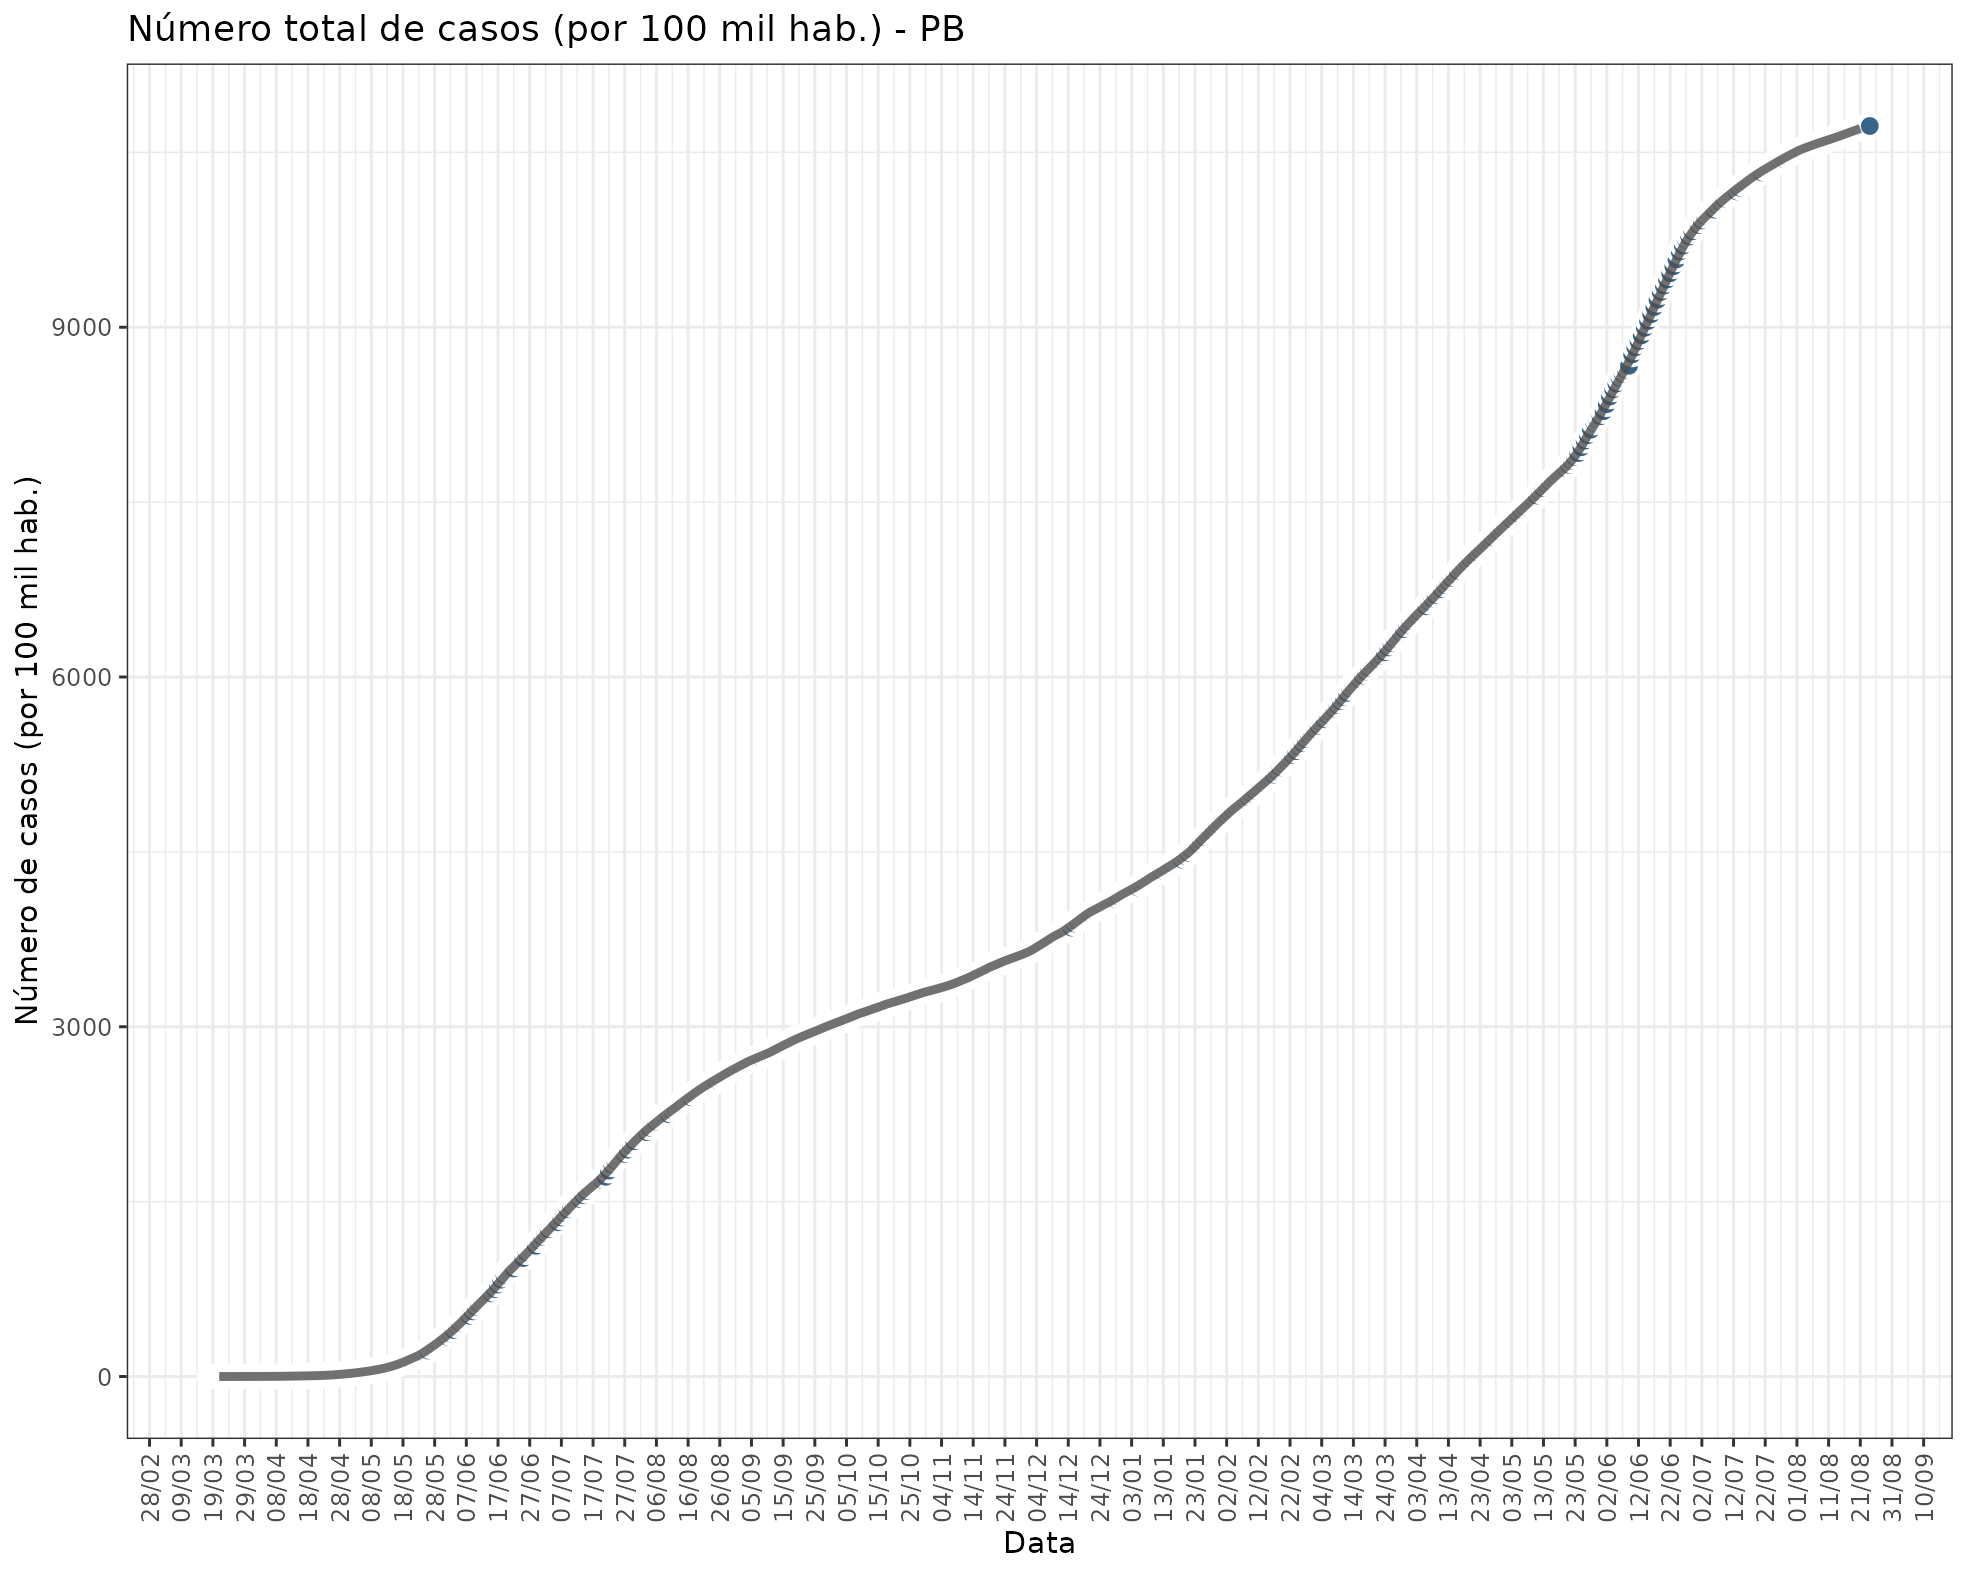 Número total de casos (por 100 mil hab.) - PB
Número de casos (por 100 mil hab.)
9000
6000
3000
0
28/02 09/03 19/03 29/03 08/04 18/04 28/04 08/05 18/05 28/05 07/06 17/06 27/06 07/07 17/07 27/07 06/08 16/08 26/08 05/09 15/09 25/09 05/10 15/10 25/10 04/11 14/11 24/11 04/12 14/12 24/12 03/01 13/01 23/01 02/02 12/02 22/02 04/03 14/03 24/03 03/04 13/04 23/04 03/05 13/05 23/05 02/06 12/06 22/06 02/07 12/07 22/07 01/08 11/08 21/08 31/08 10/09
Data